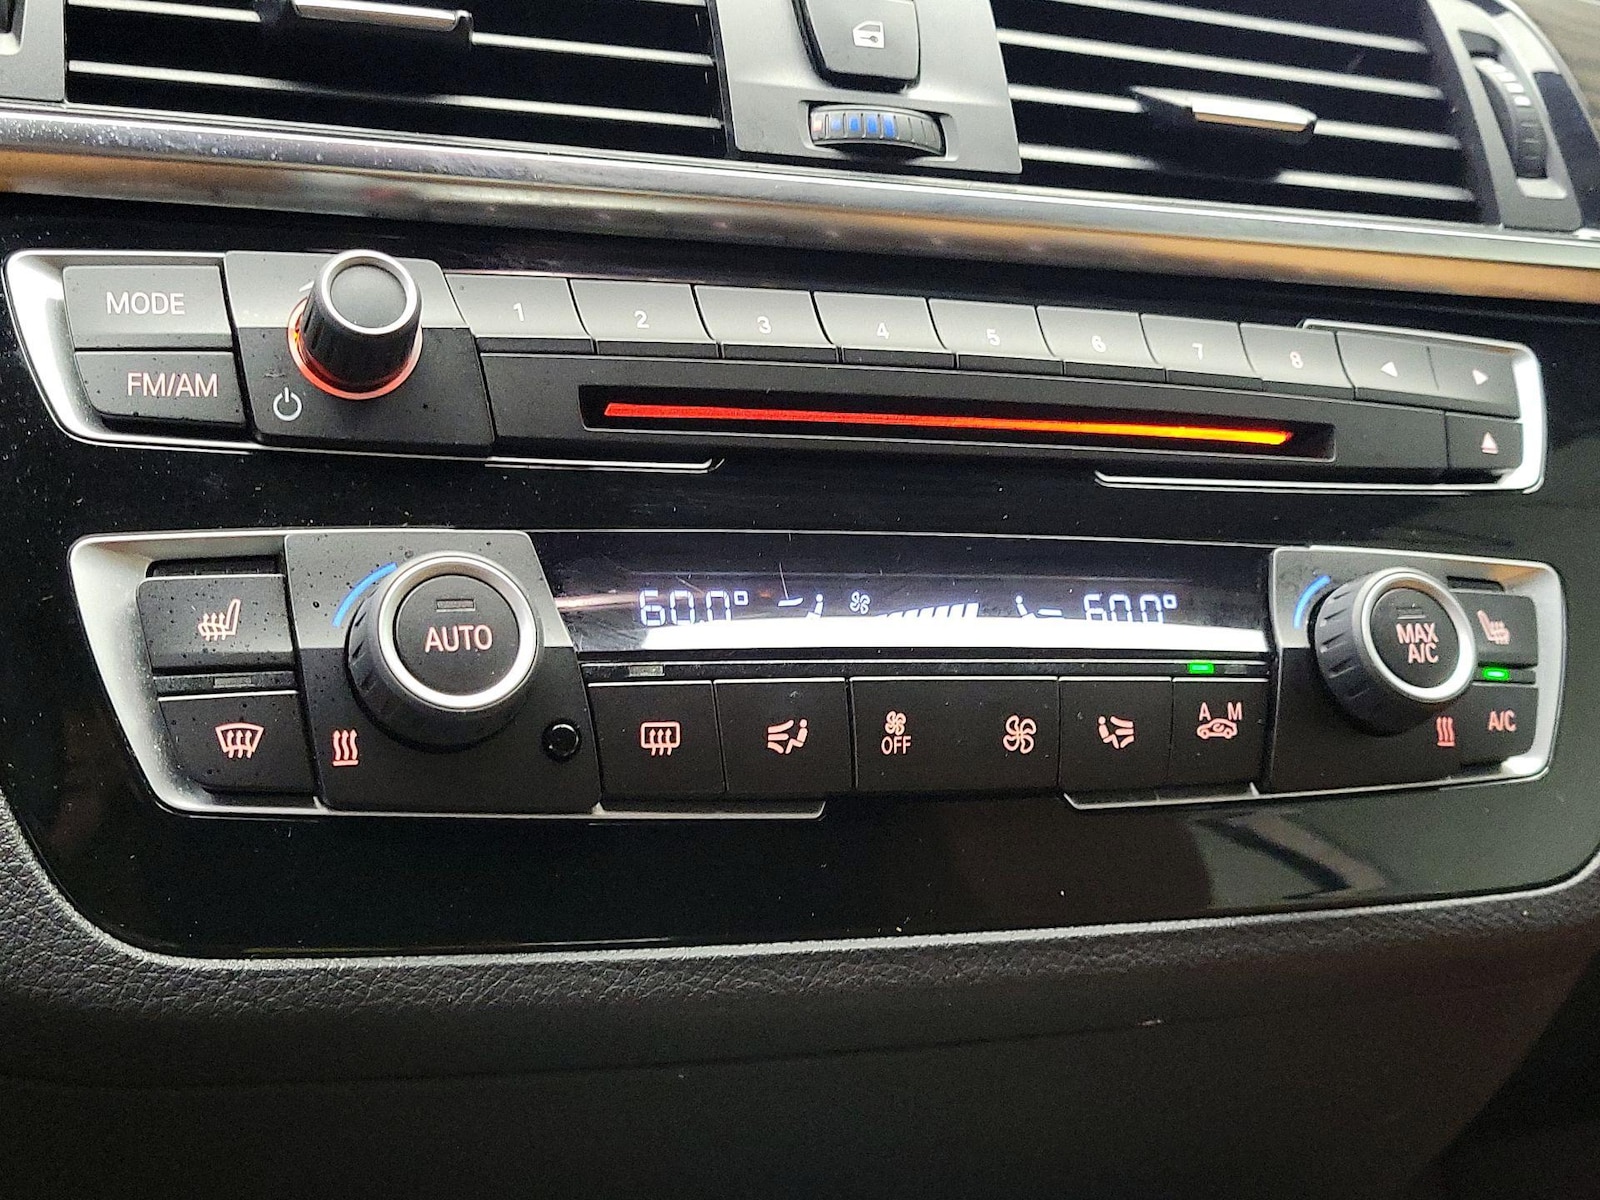 MODE
1 2 3 4 5 6 7 8
FM/AM
60.0° 60.0°
AUTO
MAX
A/C
OFF
A M
A/C